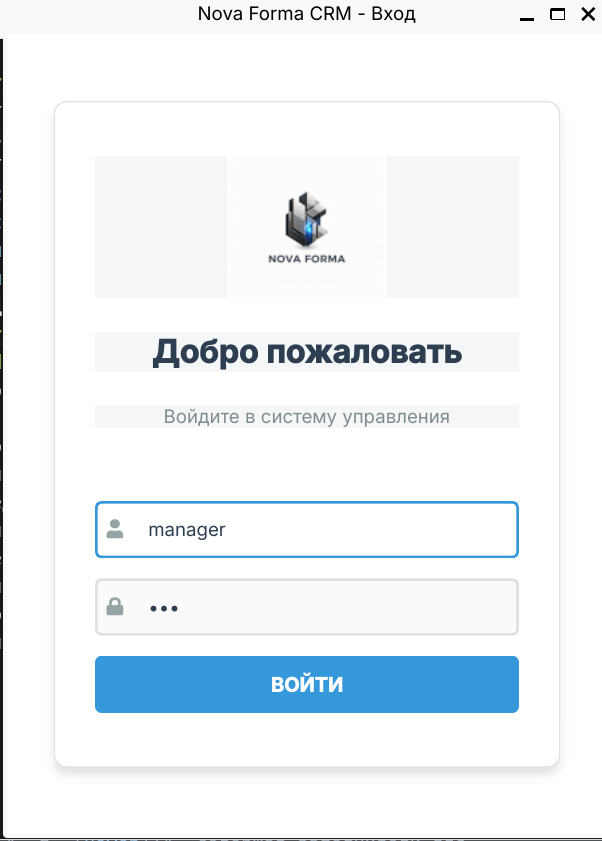 Nova Forma CRM - Вход
NOVA FORMA
Добро пожаловать
Войдите в систему управления
manager
•••
ВОЙТИ